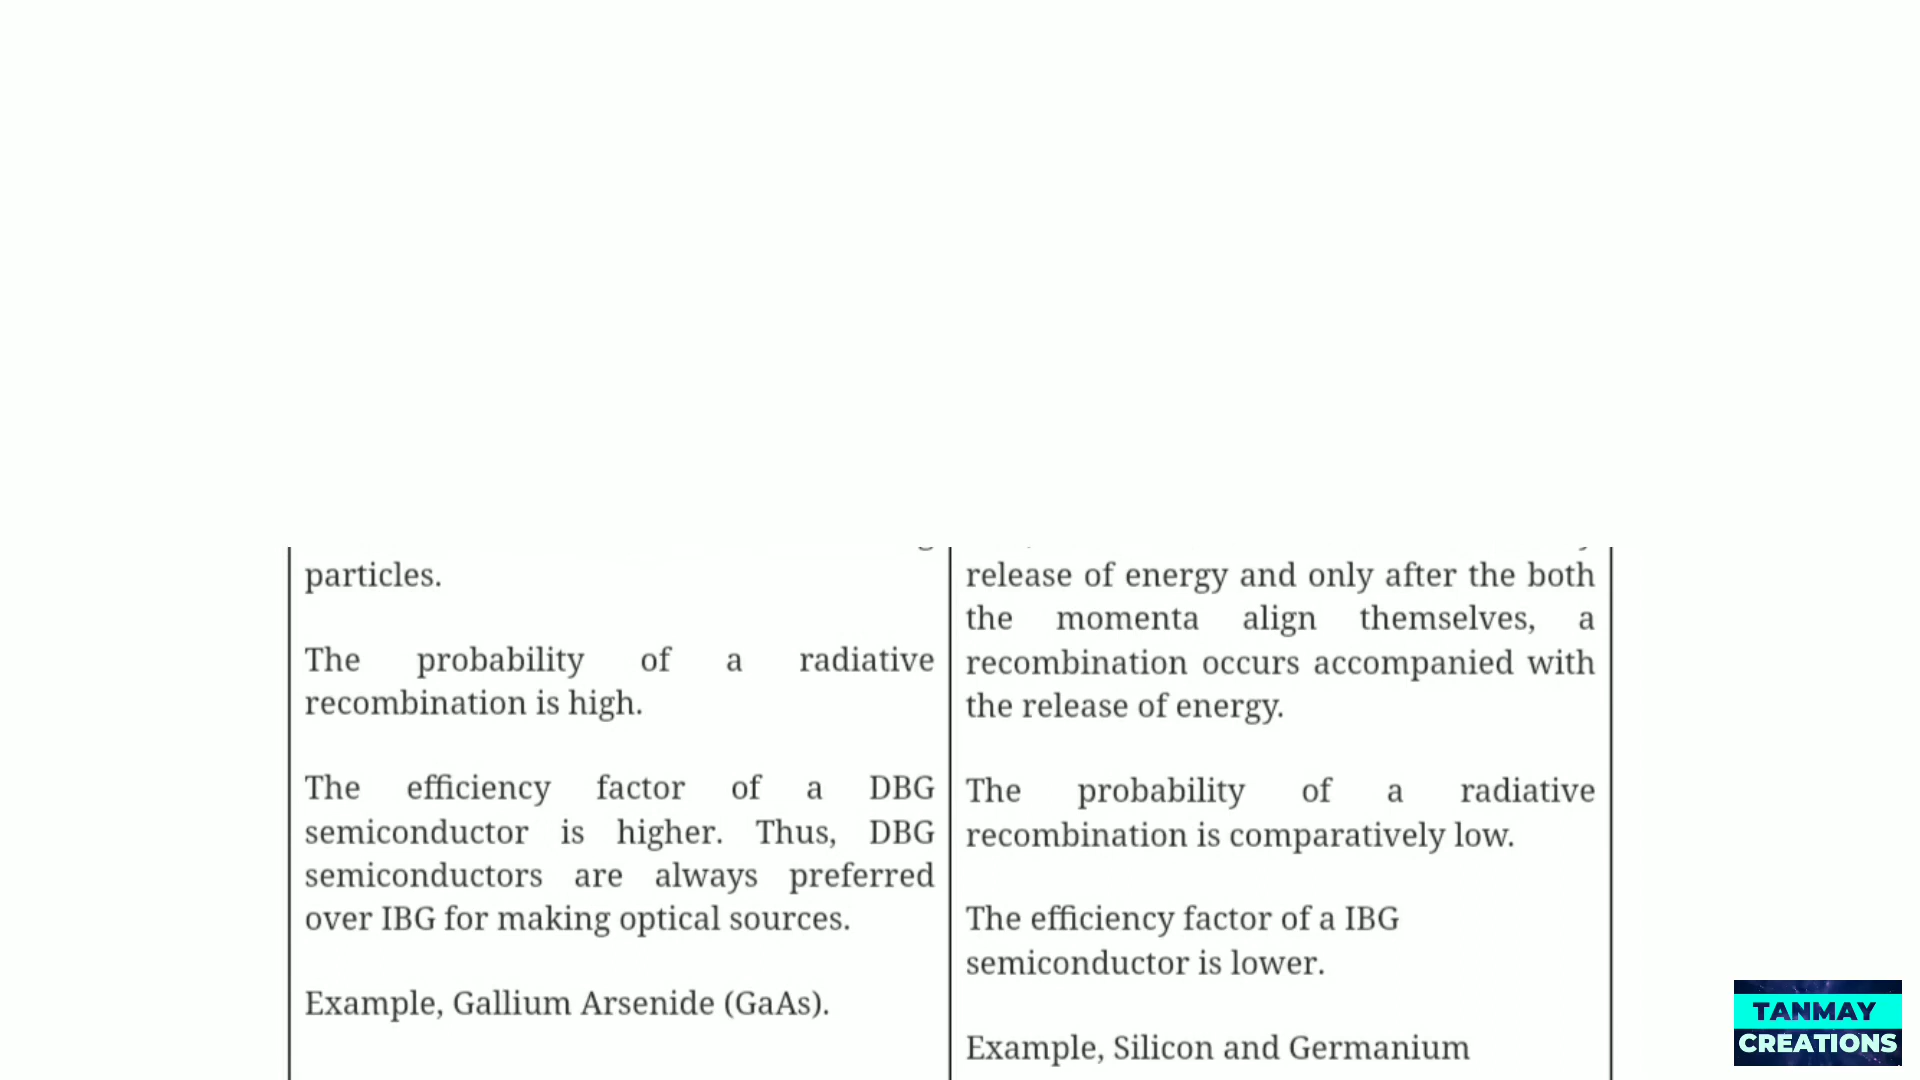 particles.
The probability of a radiative
recombination is high.
The efficiency factor of a DBG
semiconductor is higher. Thus, DBG
semiconductors are always preferred
over IBG for making optical sources.
Example, Gallium Arsenide (GaAs).
release of energy and only after the both
the momenta align themselves, a
recombination occurs accompanied with
the release of energy.
The probability of a radiative
recombination is comparatively low.
The efficiency factor of a IBG
semiconductor is lower.
Example, Silicon and Germanium
TANMAY
CREATIONS